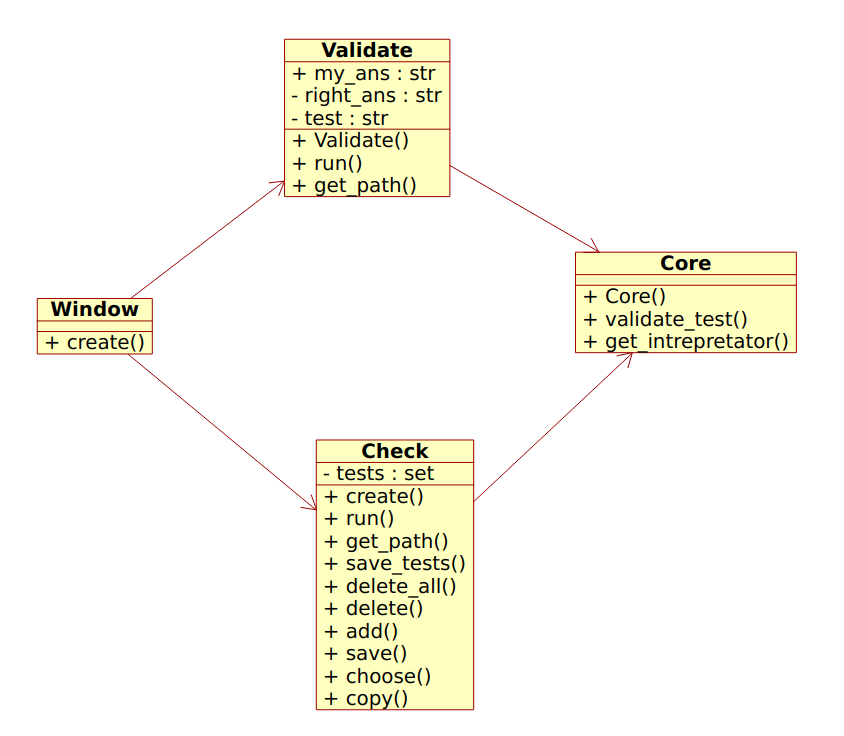 Validate
+ my_ans : str
- right_ans : str
- test : str
+ Validate()
+ run()
+ get_path()
Core
+ Core()
+ validate_test()
+ get_intrepretator()
Window
+ create()
Check
- tests : set
+ create()
+ run()
+ get_path()
+ save_tests()
+ delete_all()
+ delete()
+ add()
+ save()
+ choose()
+ copy()